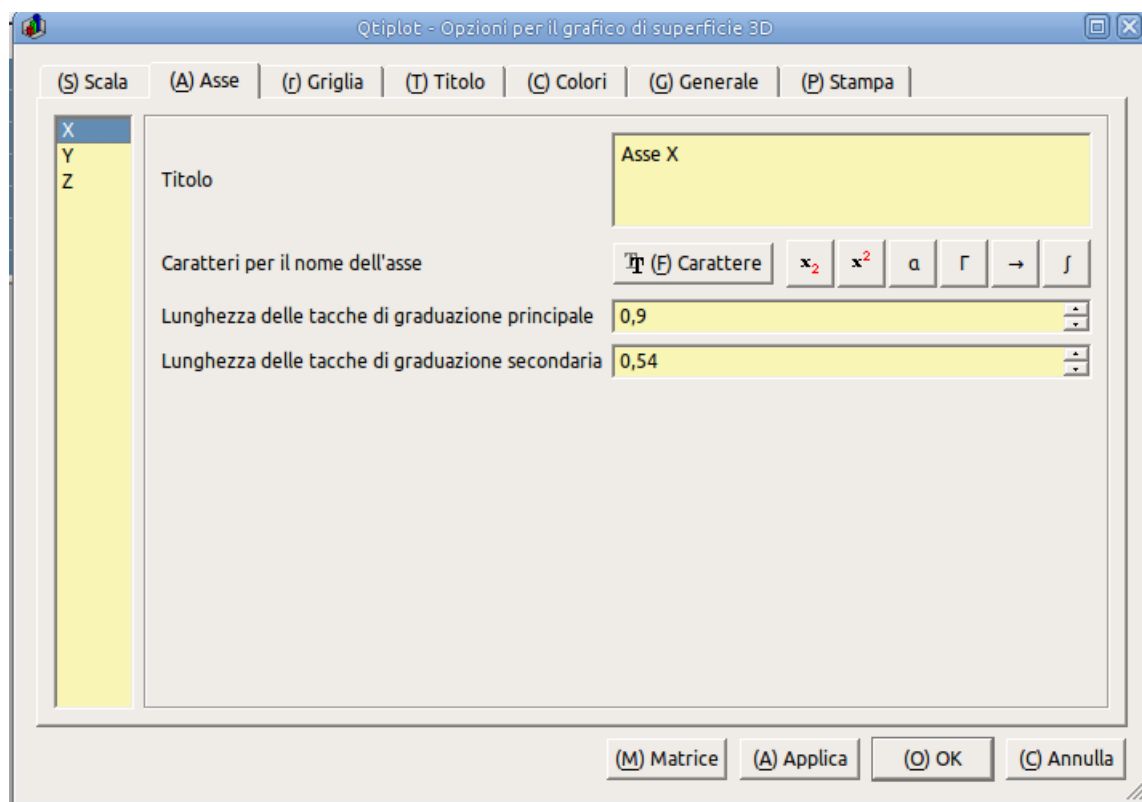 Qtiplot - Opzioni per il grafico di superficie 3D
(S) Scala (A) Asse (r) Griglia (T) Titolo (C) Colori (G) Generale (P) Stampa
X
Y
Z
Titolo
Asse X
Caratteri per il nome dell'asse (F) Carattere x₂ x² α Γ → ∫
Lunghezza delle tacche di graduazione principale 0,9
Lunghezza delle tacche di graduazione secondaria 0,54
(M) Matrice (A) Applica (O) OK (C) Annulla